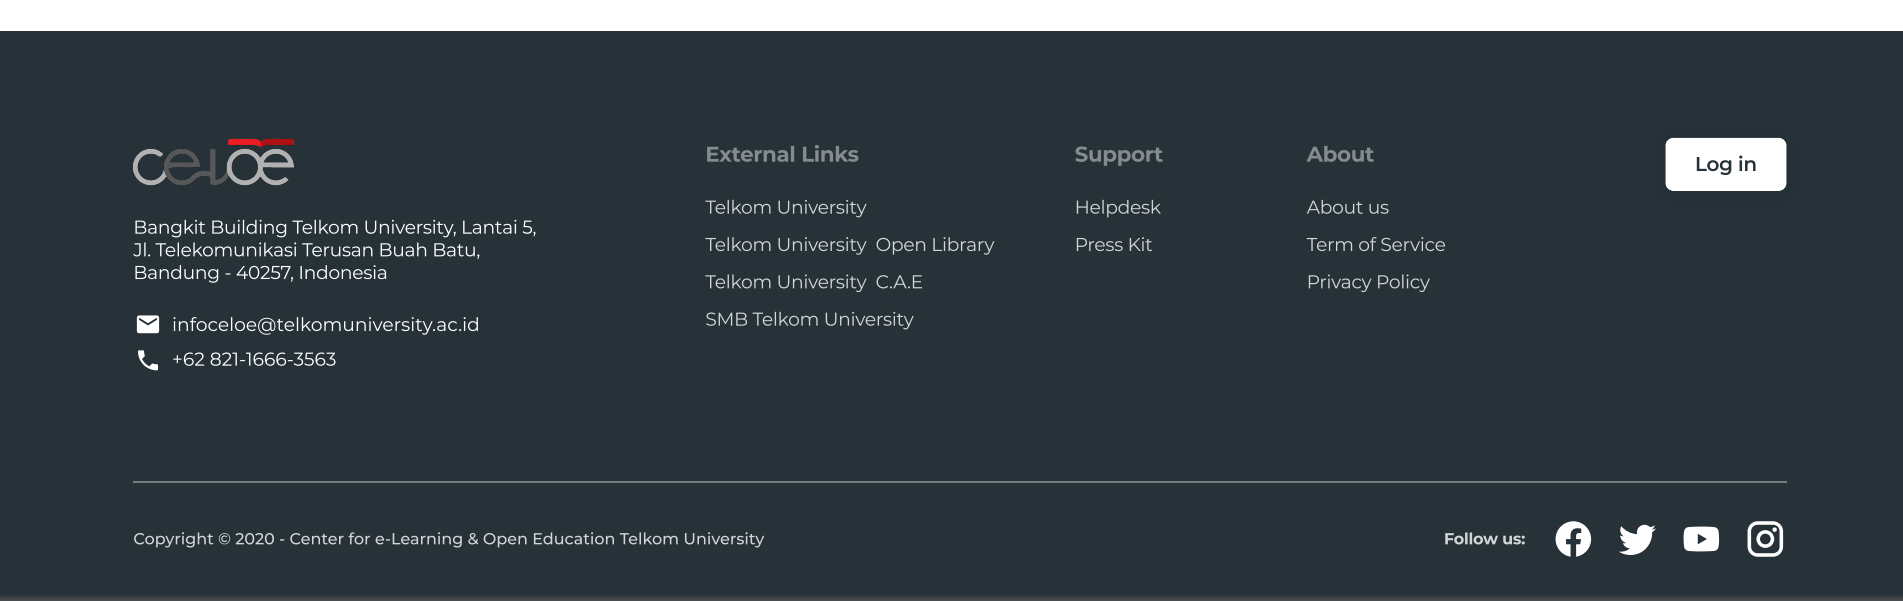 celoe
Bangkit Building Telkom University, Lantai 5,
Jl. Telekomunikasi Terusan Buah Batu,
Bandung - 40257, Indonesia
infoceloe@telkomuniversity.ac.id
+62 821-1666-3563
External Links
Telkom University
Telkom University  Open Library
Telkom University  C.A.E
SMB Telkom University
Support
Helpdesk
Press Kit
About
About us
Term of Service
Privacy Policy
Log in
Copyright © 2020 - Center for e-Learning & Open Education Telkom University
Follow us: